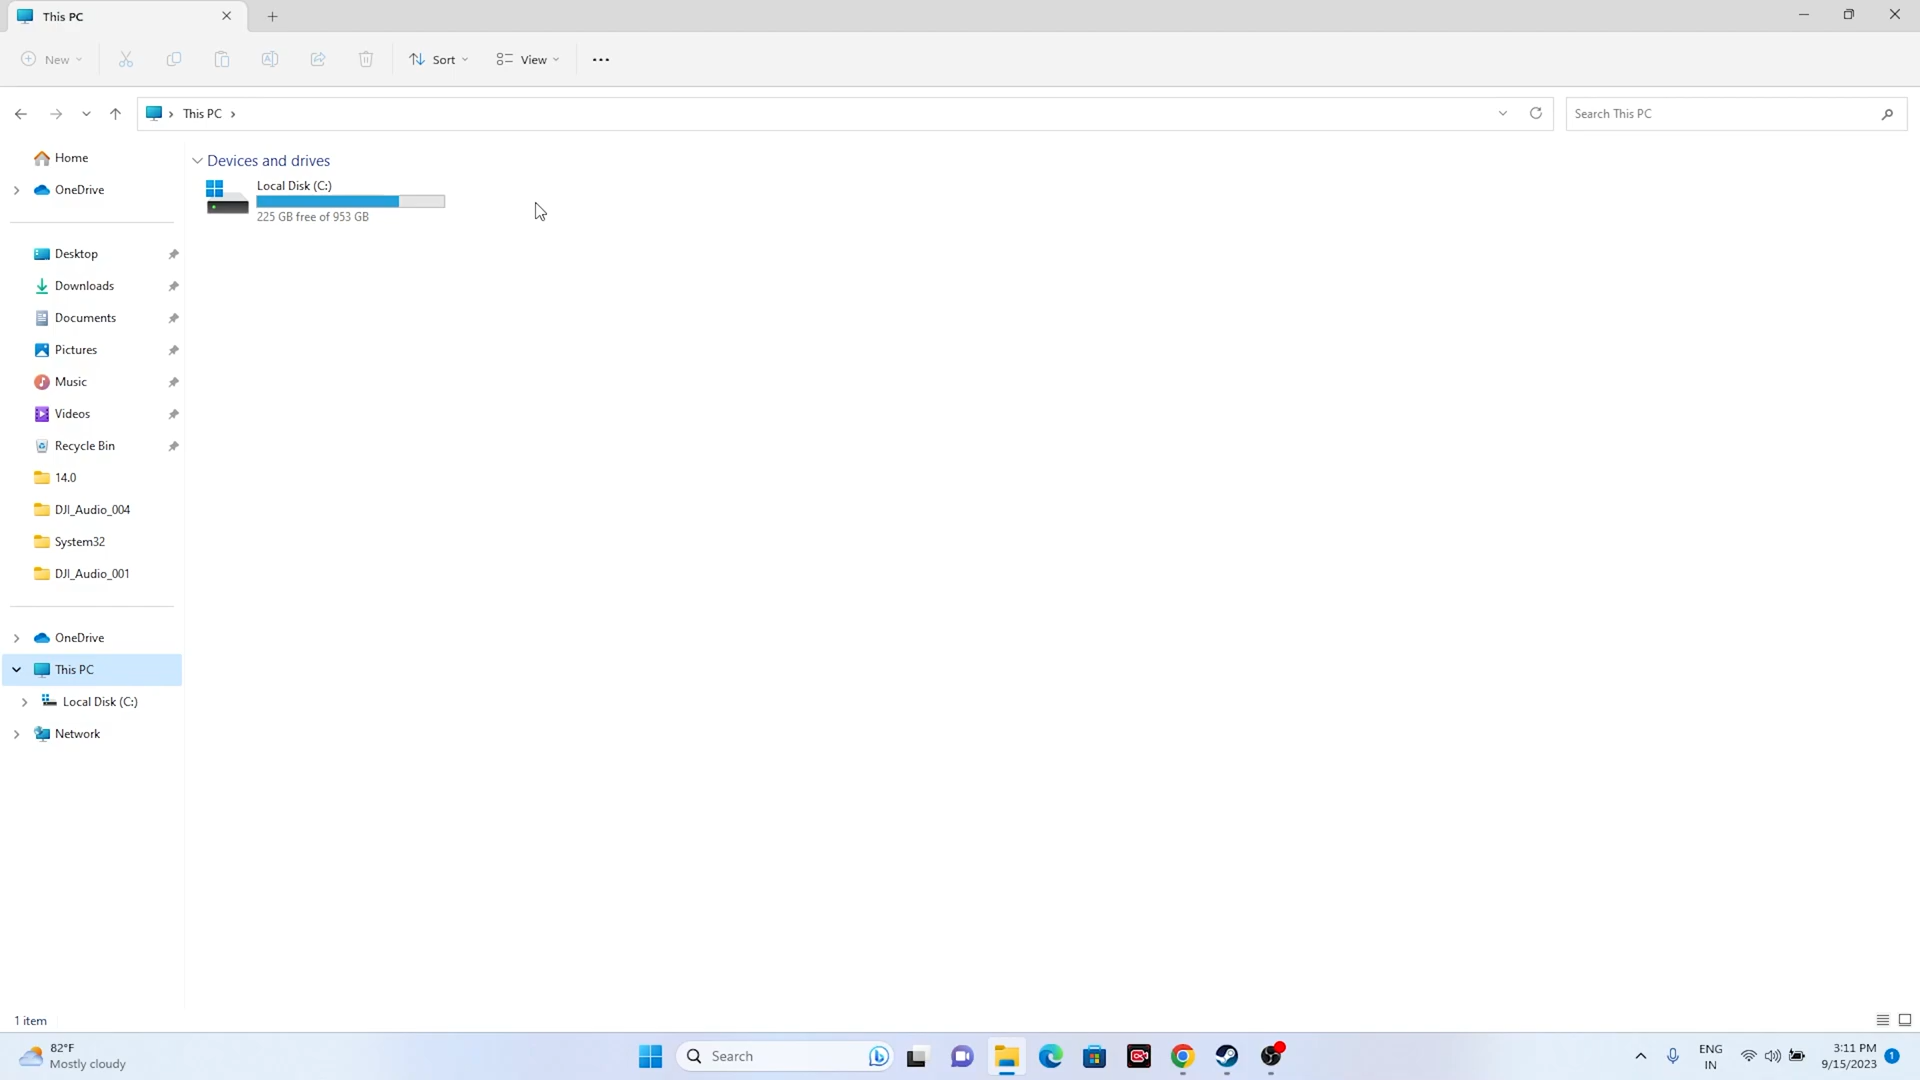 This PC
New
Sort
View
This PC
Search This PC
Home
OneDrive
Desktop
Downloads
Documents
Pictures
Music
Videos
Recycle Bin
14.0
DJI_Audio_004
System32
DJI_Audio_001
OneDrive
This PC
Local Disk (C:)
Network
Devices and drives
Local Disk (C:)
225 GB free of 953 GB
1 item
82°F
Mostly cloudy
Search
ENG
IN
3:11 PM
9/15/2023
1